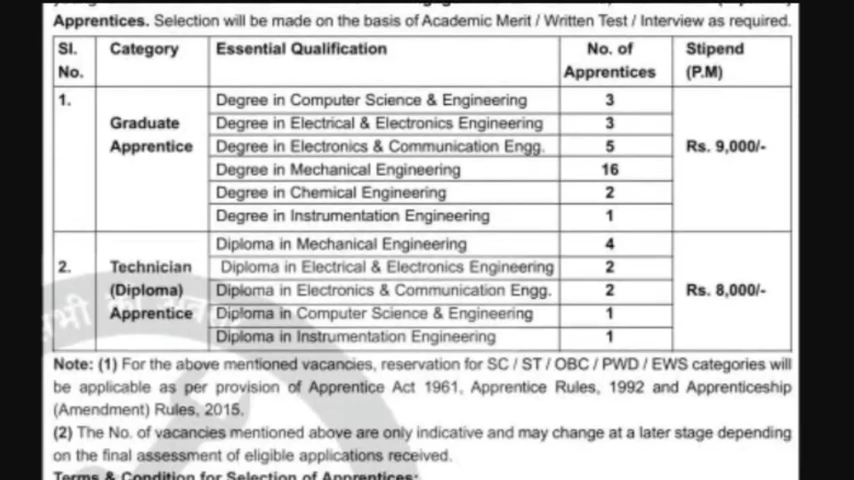 Apprentices. Selection will be made on the basis of Academic Merit / Written Test / Interview as required.
Sl. No. Category Essential Qualification No. of Apprentices Stipend (P.M)
1. Graduate Apprentice Rs. 9,000/-
Degree in Computer Science & Engineering 3
Degree in Electrical & Electronics Engineering 3
Degree in Electronics & Communication Engg. 5
Degree in Mechanical Engineering 16
Degree in Chemical Engineering 2
Degree in Instrumentation Engineering 1
2. Technician (Diploma) Apprentice Rs. 8,000/-
Diploma in Mechanical Engineering 4
Diploma in Electrical & Electronics Engineering 2
Diploma in Electronics & Communication Engg. 2
Diploma in Computer Science & Engineering 1
Diploma in Instrumentation Engineering 1
Note: (1) For the above mentioned vacancies, reservation for SC / ST / OBC / PWD / EWS categories will
be applicable as per provision of Apprentice Act 1961, Apprentice Rules, 1992 and Apprenticeship
(Amendment) Rules, 2015.
(2) The No. of vacancies mentioned above are only indicative and may change at a later stage depending
on the final assessment of eligible applications received.
Terms & Condition for Selection of Apprentices: